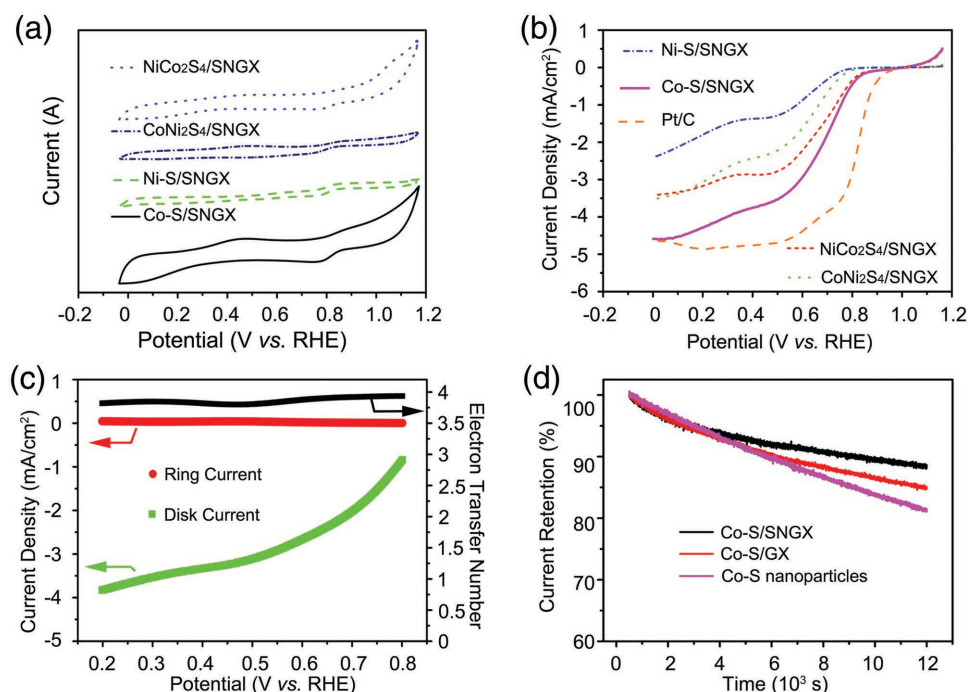 (a)
Current (A)
NiCo₂S₄/SNGX
CoNi₂S₄/SNGX
Ni-S/SNGX
Co-S/SNGX
-0.2 0 0.2 0.4 0.6 0.8 1.0 1.2
Potential (V vs. RHE)
(b)
Current Density (mA/cm²)
1
0
-1
-2
-3
-4
-5
-6
Ni-S/SNGX
Co-S/SNGX
Pt/C
NiCo₂S₄/SNGX
CoNi₂S₄/SNGX
-0.2 0.0 0.2 0.4 0.6 0.8 1.0 1.2
Potential (V vs. RHE)
(c)
Current Density (mA/cm²)
1
0
-1
-2
-3
-4
-5
Ring Current
Disk Current
4
3.5
3
2.5
2
1.5
1
0.5
0
Electron Transfer Number
0.2 0.3 0.4 0.5 0.6 0.7 0.8
Potential (V vs. RHE)
(d)
Current Retention (%)
100
90
80
70
60
Co-S/SNGX
Co-S/GX
Co-S nanoparticles
0 2 4 6 8 10 12
Time (10³ s)